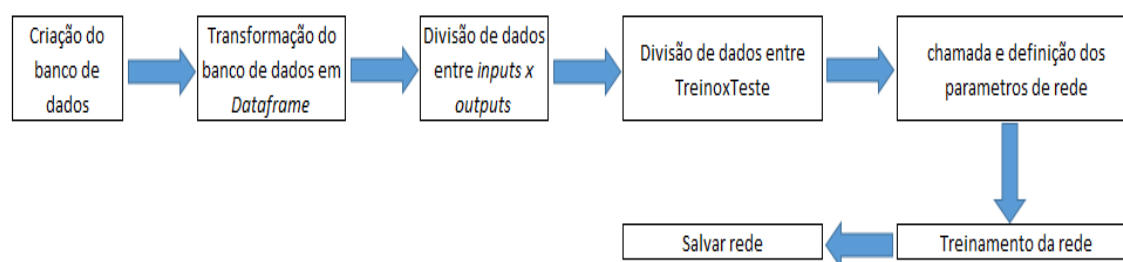 Criação do
banco de
dados
Transformação do
banco de dados em
Dataframe
Divisão de dados
entre inputs x
outputs
Divisão de dados entre
TreinoxTeste
chamada e definição dos
parametros de rede
Treinamento da rede
Salvar rede